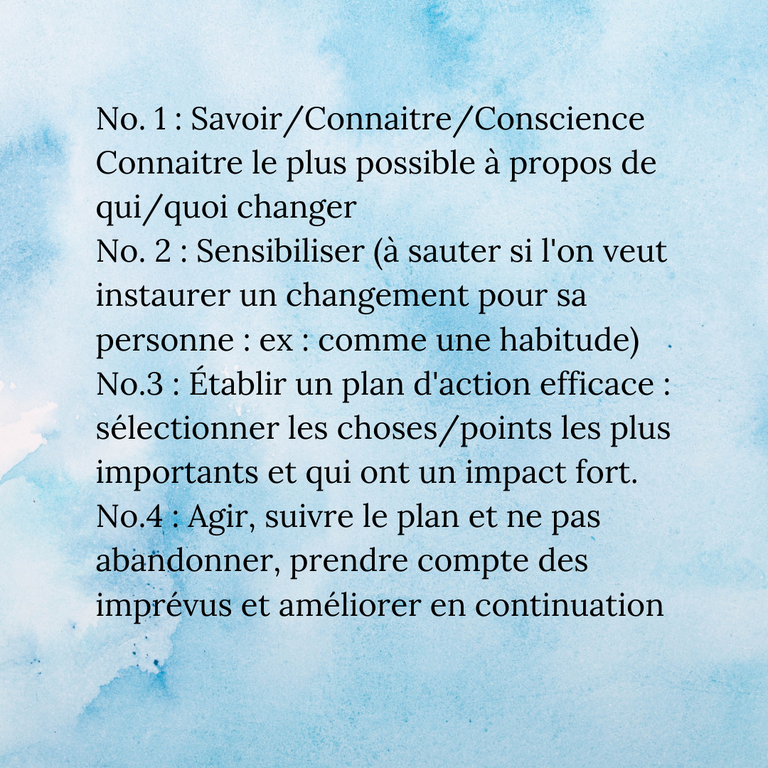 No. 1 : Savoir/Connaitre/Conscience
Connaitre le plus possible à propos de
qui/quoi changer
No. 2 : Sensibiliser (à sauter si l'on veut
instaurer un changement pour sa
personne : ex : comme une habitude)
No.3 : Établir un plan d'action efficace :
sélectionner les choses/points les plus
importants et qui ont un impact fort.
No.4 : Agir, suivre le plan et ne pas
abandonner, prendre compte des
imprévus et améliorer en continuation